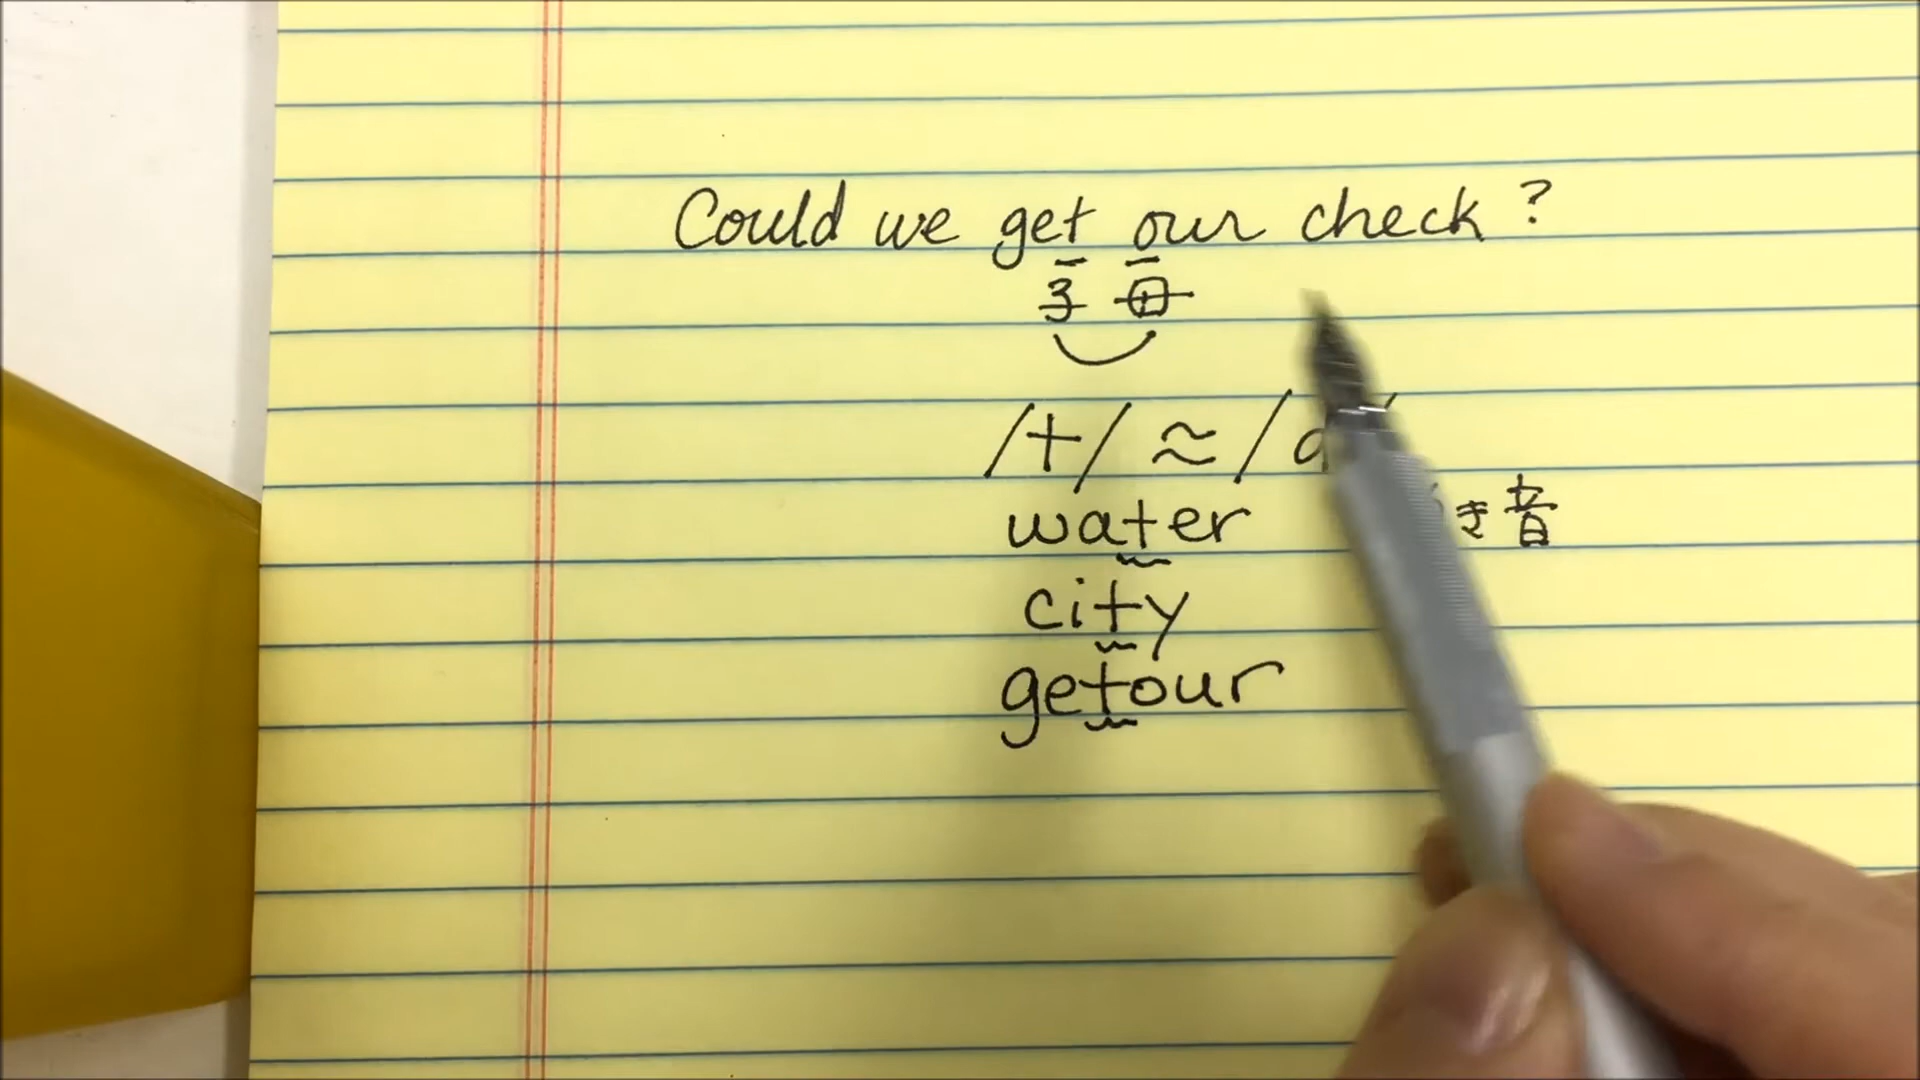 Could we get our check?
子 母
/t/ ≈ /d/
water
き音
city
getour